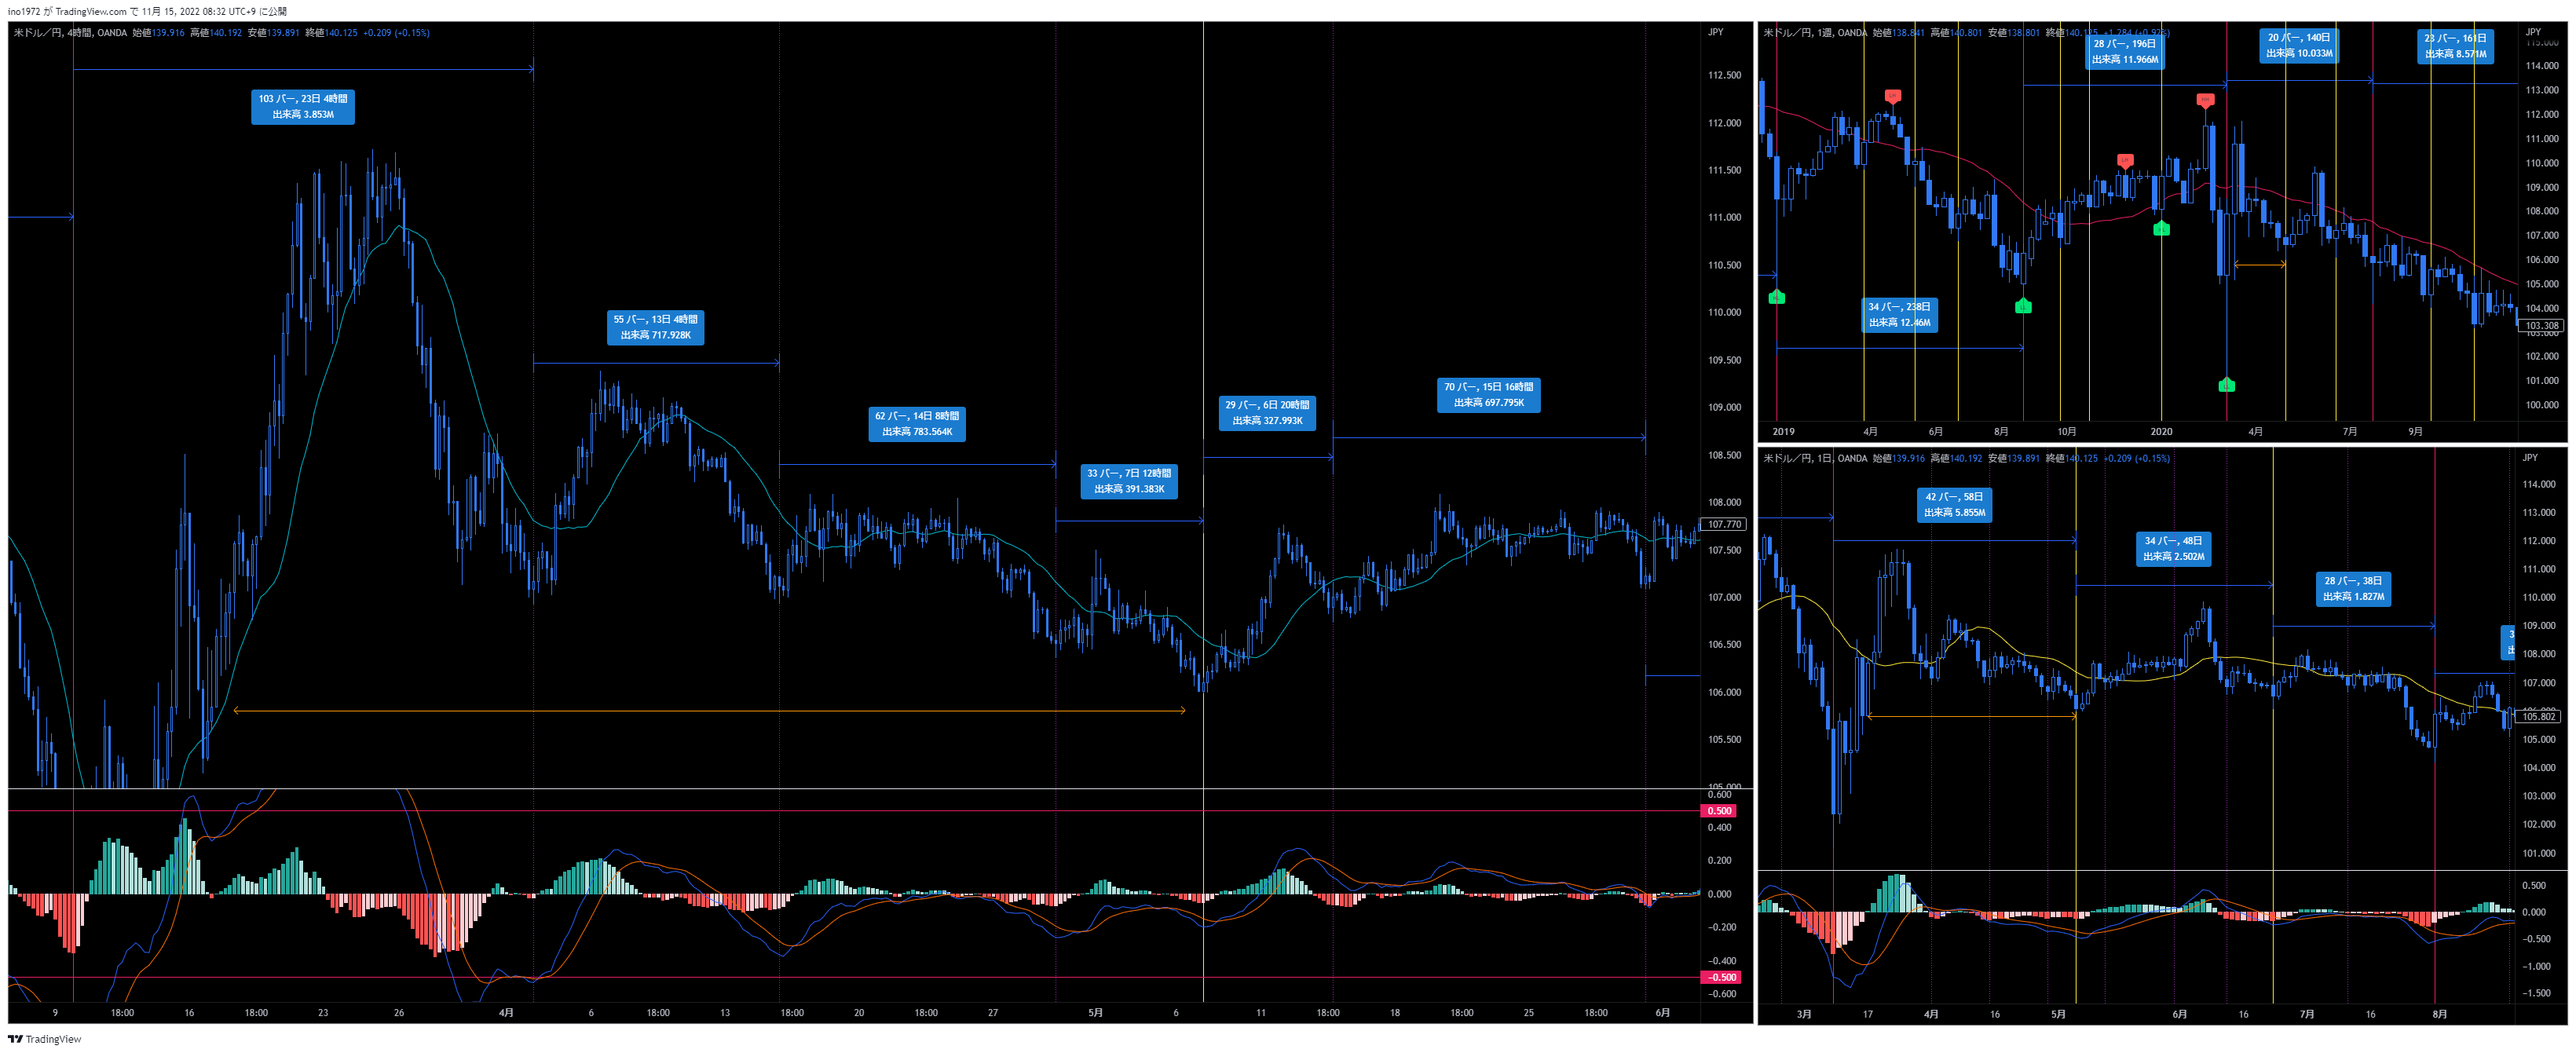 ino1972 が TradingView.com で 11月 15, 2022 08:32 UTC+9 に公開
米ドル／円, 4時間, OANDA 始値139.916 高値140.192 安値139.891 終値140.125 +0.209 (+0.15%)
JPY
103 バー, 23日 4時間
出来高 3.853M
55 バー, 13日 4時間
出来高 717.928K
62 バー, 14日 8時間
出来高 783.564K
33 バー, 7日 12時間
出来高 391.383K
29 バー, 6日 20時間
出来高 327.993K
70 バー, 15日 16時間
出来高 697.795K
112.500
112.000
111.500
111.000
110.500
110.000
109.500
109.000
108.500
108.000
107.770
107.500
107.000
106.500
106.000
105.500
105.000
0.600
0.500
0.400
0.200
0.000
−0.200
−0.400
−0.500
−0.600
9 18:00 16 18:00 23 26 4月 6 18:00 13 18:00 20 18:00 27 5月 6 11 18:00 18 18:00 25 18:00 6月
米ドル／円, 1週, OANDA 始値138.841 高値140.801 安値138.801 終値140.125 +1.284 (+0.92%)
JPY
28 バー, 196日
出来高 11.966M
20 バー, 140日
出来高 10.033M
23 バー, 161日
出来高 8.571M
34 バー, 238日
出来高 12.46M
115.000
114.000
113.000
112.000
111.000
110.000
109.000
108.000
107.000
106.000
105.000
104.000
103.308
103.000
102.000
101.000
100.000
2019 4月 6月 8月 10月 2020 4月 7月 9月
米ドル／円, 1日, OANDA 始値139.916 高値140.192 安値139.891 終値140.125 +0.209 (+0.15%)
JPY
42 バー, 58日
出来高 5.855M
34 バー, 48日
出来高 2.502M
28 バー, 38日
出来高 1.827M
3
出
114.000
113.000
112.000
111.000
110.000
109.000
108.000
107.000
106.000
105.802
105.000
104.000
103.000
102.000
101.000
0.500
0.000
−0.500
−1.000
−1.500
3月 17 4月 16 5月 6月 16 7月 16 8月
TradingView